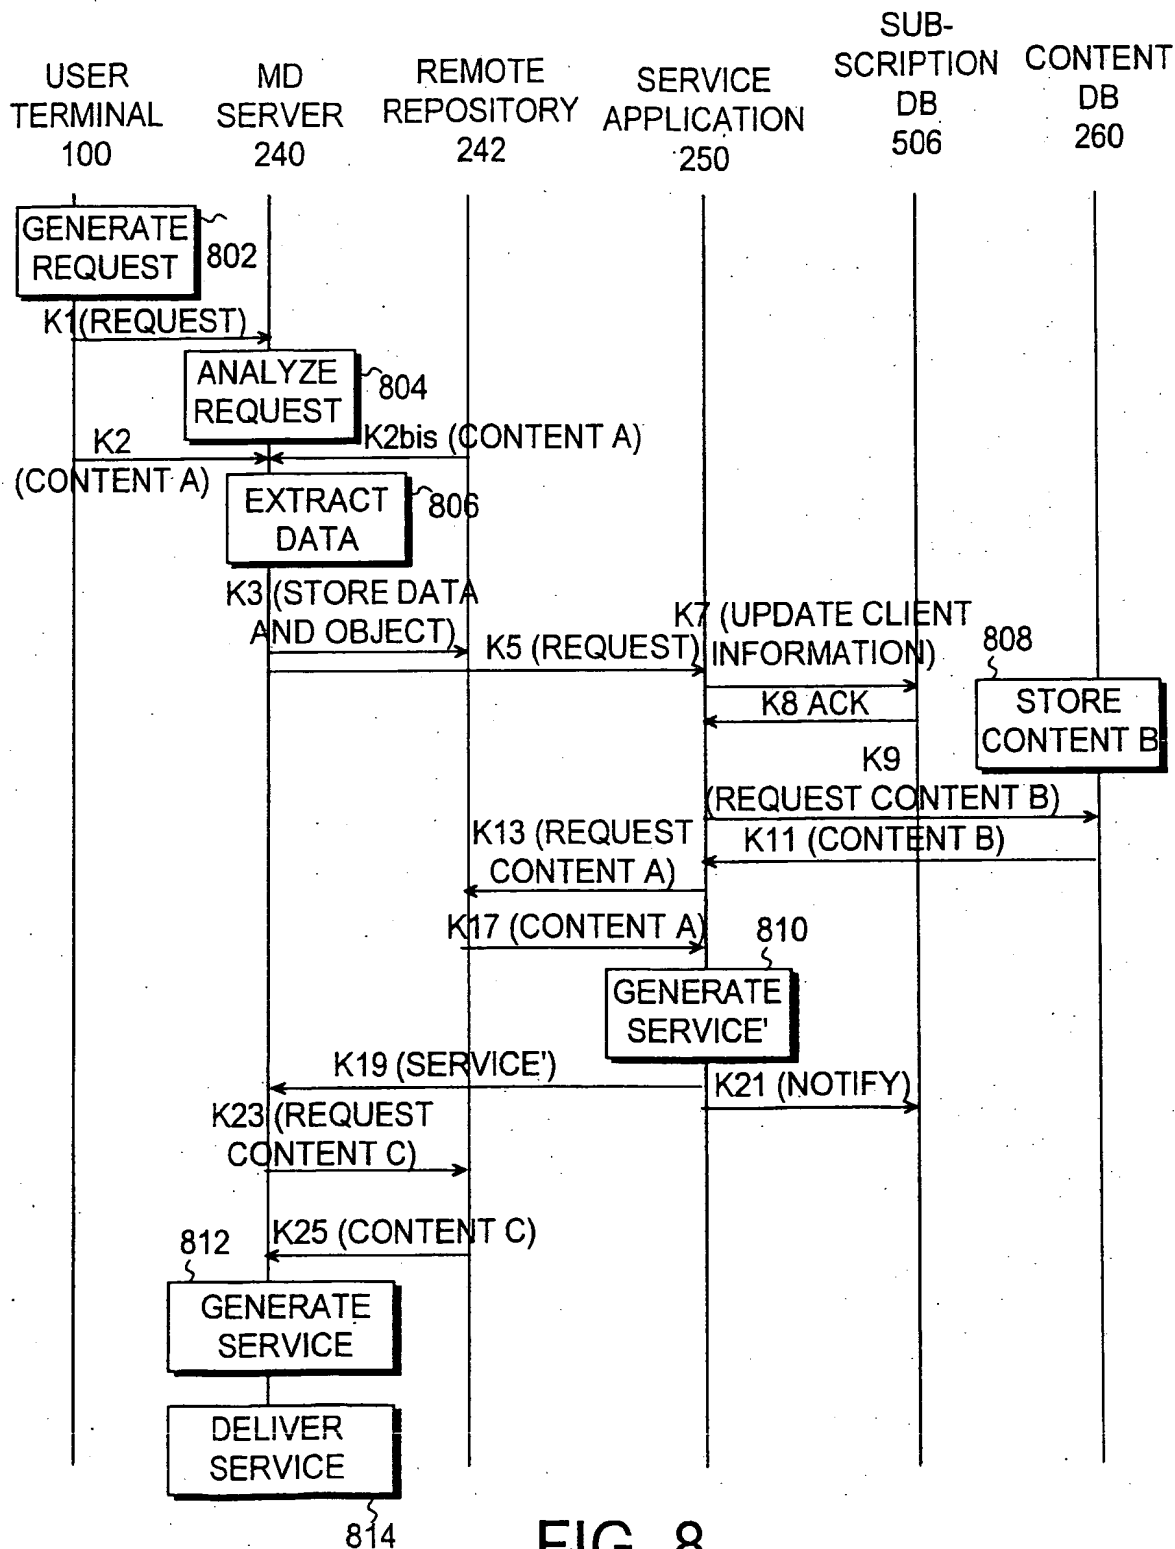 USER
TERMINAL
100
MD
SERVER
240
REMOTE
REPOSITORY
242
SERVICE
APPLICATION
250
SUB-
SCRIPTION
DB
506
CONTENT
DB
260
GENERATE
REQUEST
802
K1(REQUEST)
ANALYZE
REQUEST
804
K2
(CONTENT A)
K2bis (CONTENT A)
EXTRACT
DATA
806
K3 (STORE DATA
AND OBJECT)
K5 (REQUEST)
K7 (UPDATE CLIENT
INFORMATION)
K8 ACK
808
STORE
CONTENT B
K9
(REQUEST CONTENT B)
K11 (CONTENT B)
K13 (REQUEST
CONTENT A)
K17 (CONTENT A)
810
GENERATE
SERVICE'
K19 (SERVICE')
K21 (NOTIFY)
K23 (REQUEST
CONTENT C)
K25 (CONTENT C)
812
GENERATE
SERVICE
DELIVER
SERVICE
814
FIG. 8